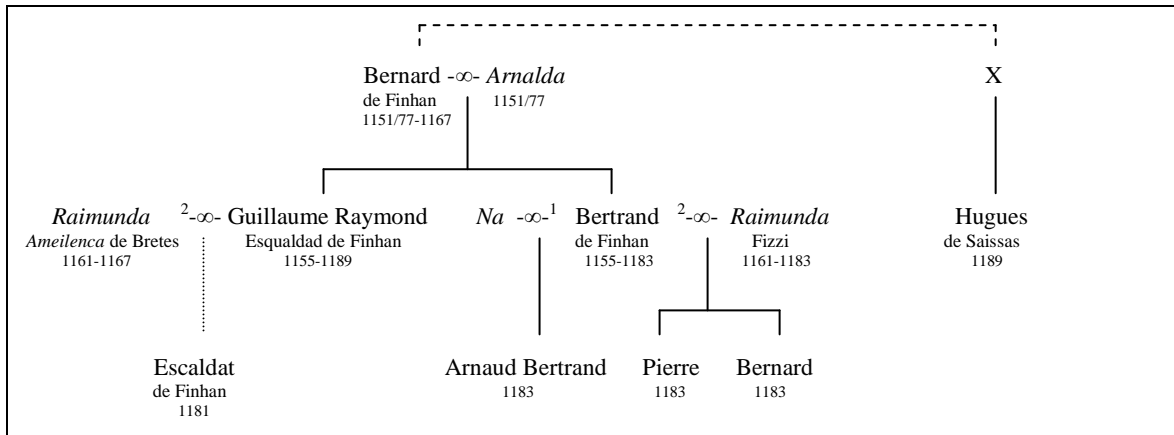 Bernard -∞- Arnalda X
de Finhan 1151/77
1151/77-1167
Raimunda ²-∞- Guillaume Raymond Na -∞-¹ Bertrand ²-∞- Raimunda Hugues
Ameilenca de Bretes Esqualdad de Finhan de Finhan Fizzi de Saissas
1161-1167 1155-1189 1155-1183 1161-1183 1189
Escaldat Arnaud Bertrand Pierre Bernard
de Finhan 1183 1183 1183
1181